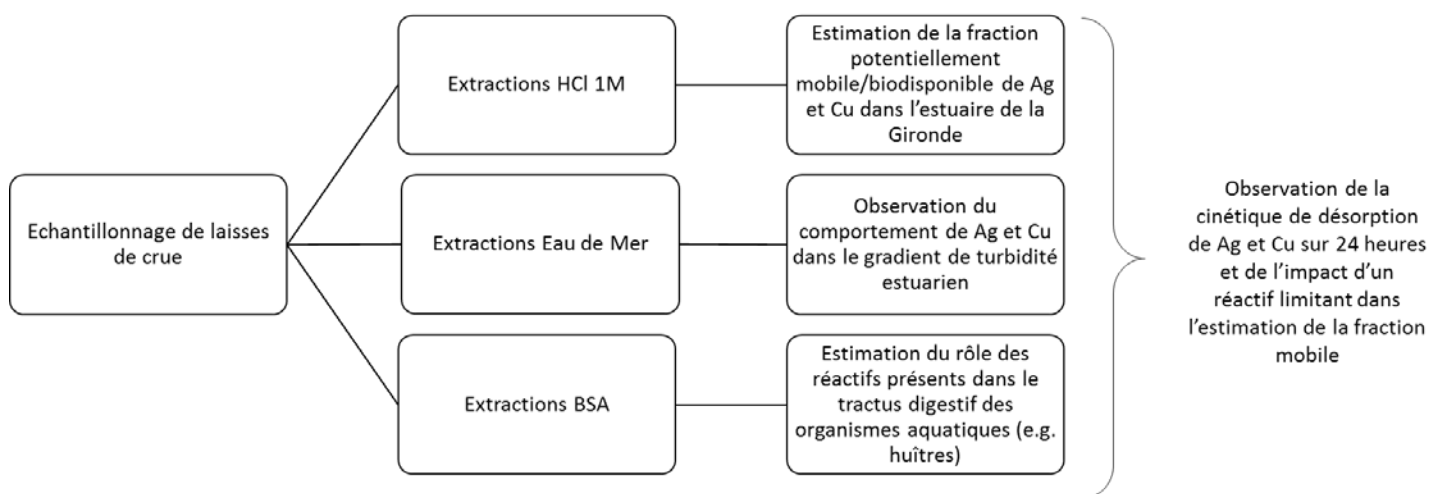 Echantillonnage de laisses
de crue
Extractions HCl 1M
Estimation de la fraction
potentiellement
mobile/biodisponible de Ag
et Cu dans l'estuaire de la
Gironde
Extractions Eau de Mer
Observation du
comportement de Ag et Cu
dans le gradient de turbidité
estuarien
Extractions BSA
Estimation du rôle des
réactifs présents dans le
tractus digestif des
organismes aquatiques (e.g.
huîtres)
Observation de la
cinétique de désorption
de Ag et Cu sur 24 heures
et de l'impact d'un
réactif limitant dans
l'estimation de la fraction
mobile